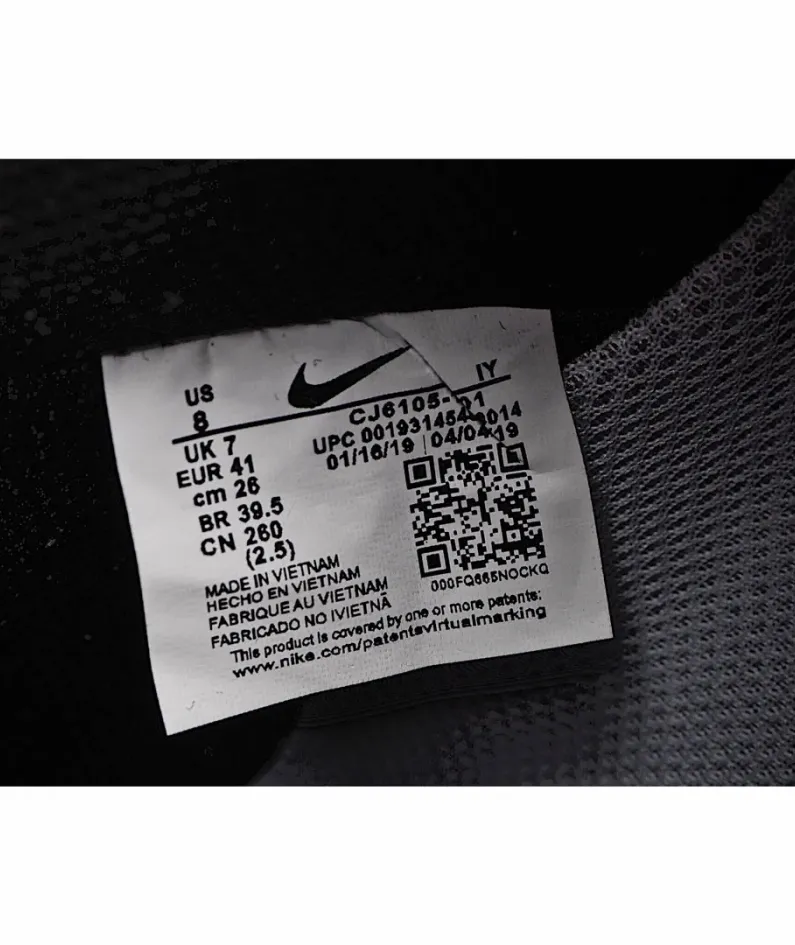 US
8
IY
UK 7
EUR 41
cm 26
BR 39.5
CN 260
(2.5)
UPC
01/16/19 | 04/04/19
MADE IN VIETNAM
HECHO EN VIETNAM
FABRIQUE AU VIETNAM
FABRICADO NO IVIETNÃ
000FQ665NOCKQ
This product is covered by one or more patents:
www.nike.com/patentsvirtualmarking